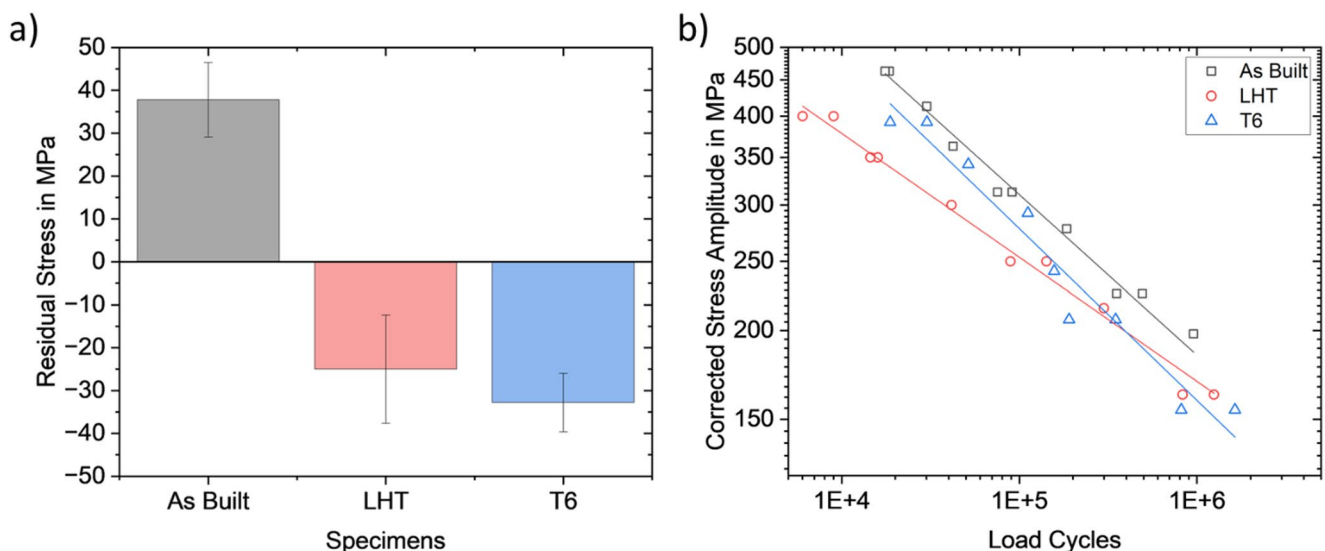 a)
Residual Stress in MPa
50
40
30
20
10
0
−10
−20
−30
−40
−50
As Built
LHT
T6
Specimens
b)
Corrected Stress Amplitude in MPa
500
450
400
350
300
250
200
150
1E+4
1E+5
1E+6
Load Cycles
As Built
LHT
T6